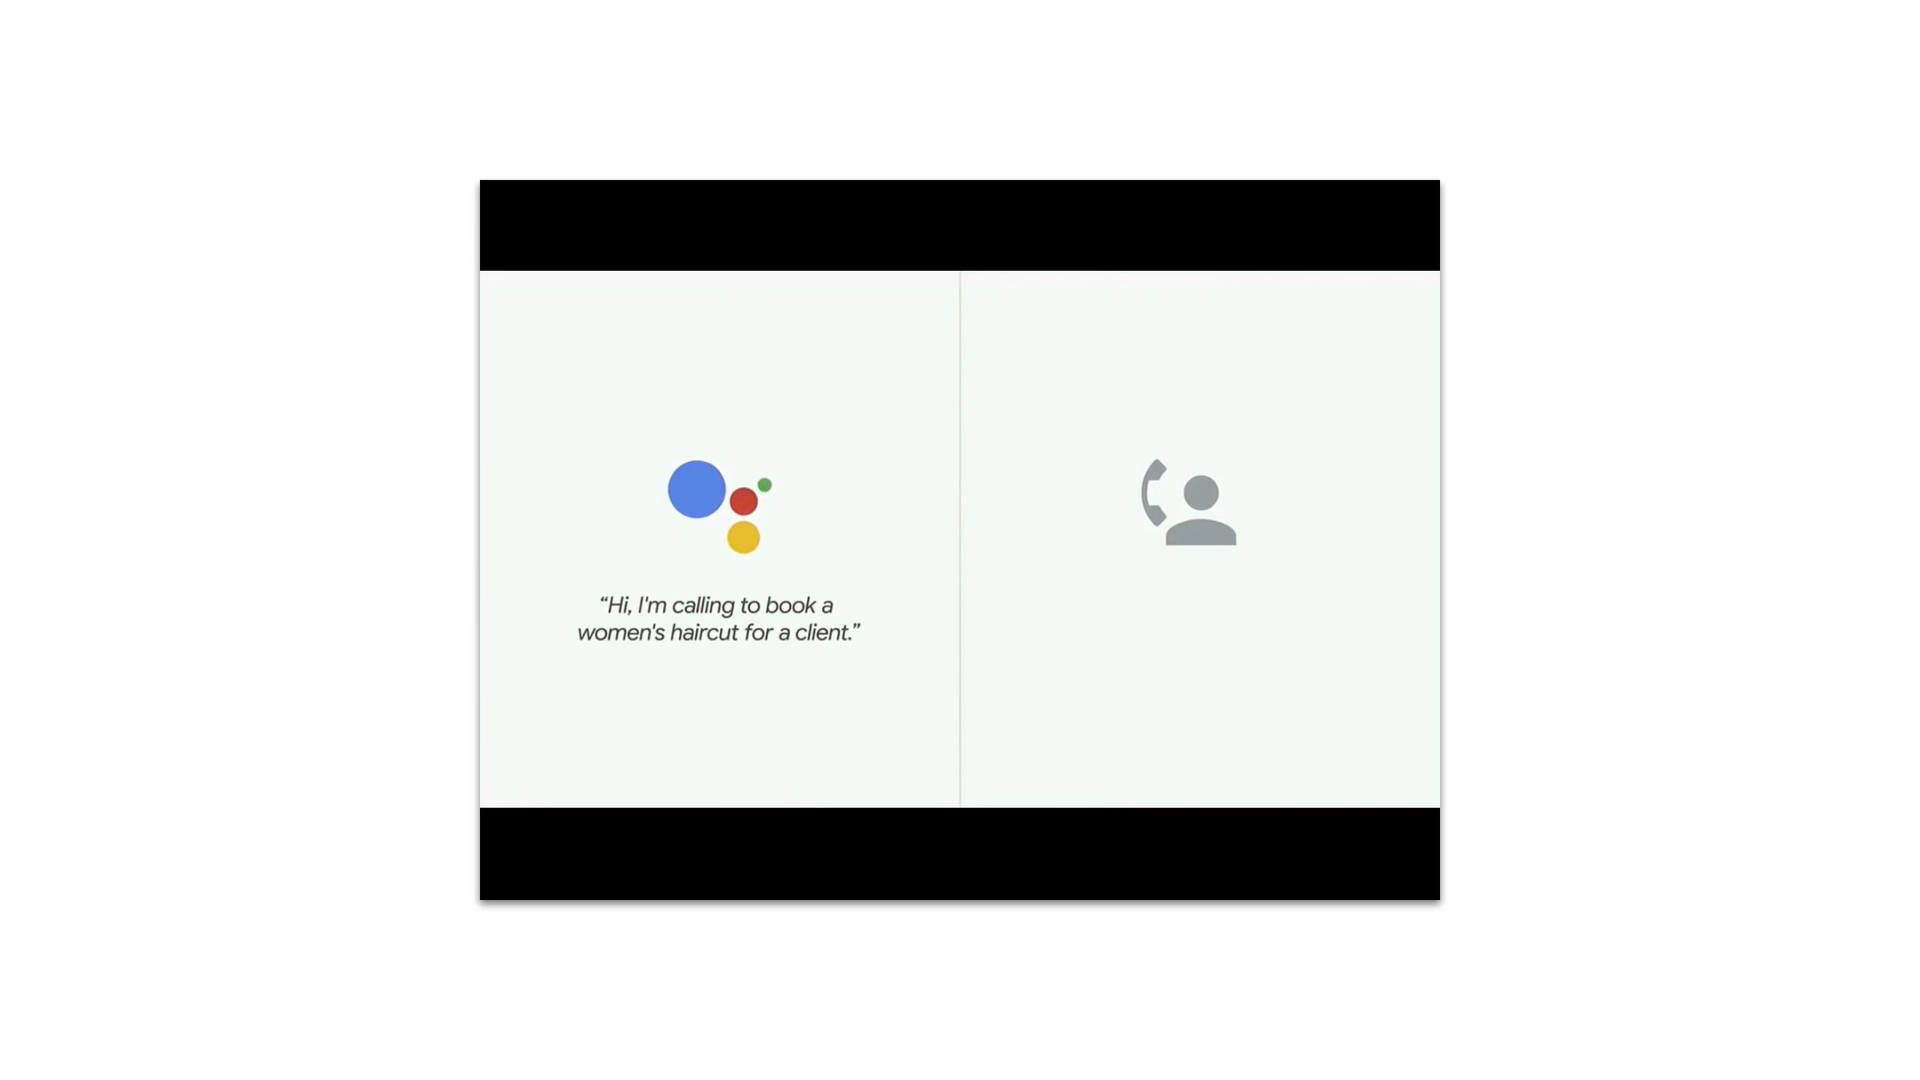 “Hi, I'm calling to book a
women's haircut for a client.”